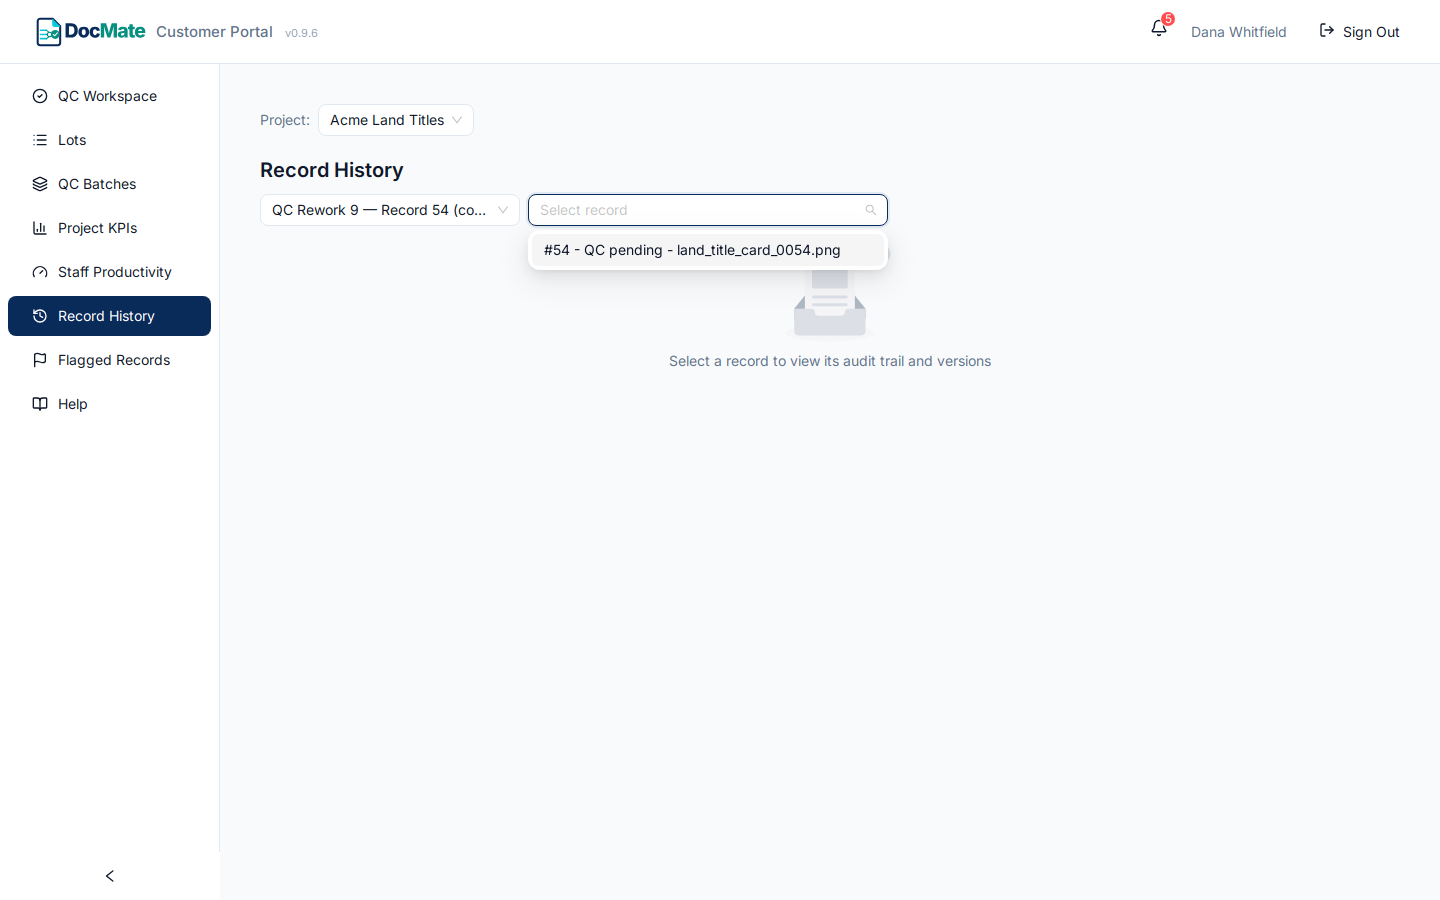 DocMate Customer Portal v0.9.6
5
Dana Whitfield
Sign Out
QC Workspace
Lots
QC Batches
Project KPIs
Staff Productivity
Record History
Flagged Records
Help
Project: Acme Land Titles
Record History
QC Rework 9 — Record 54 (co...
Select record
#54 - QC pending - land_title_card_0054.png
Select a record to view its audit trail and versions